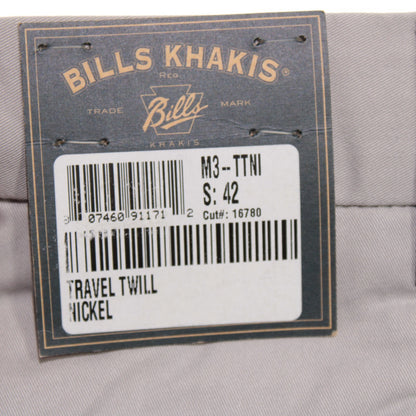 BILLS KHAKIS®
REG
TRADE Bills MARK
KHAKIS
M3--TTNI
S: 42
Cut#: 16780
07460 91171 2
TRAVEL TWILL
NICKEL